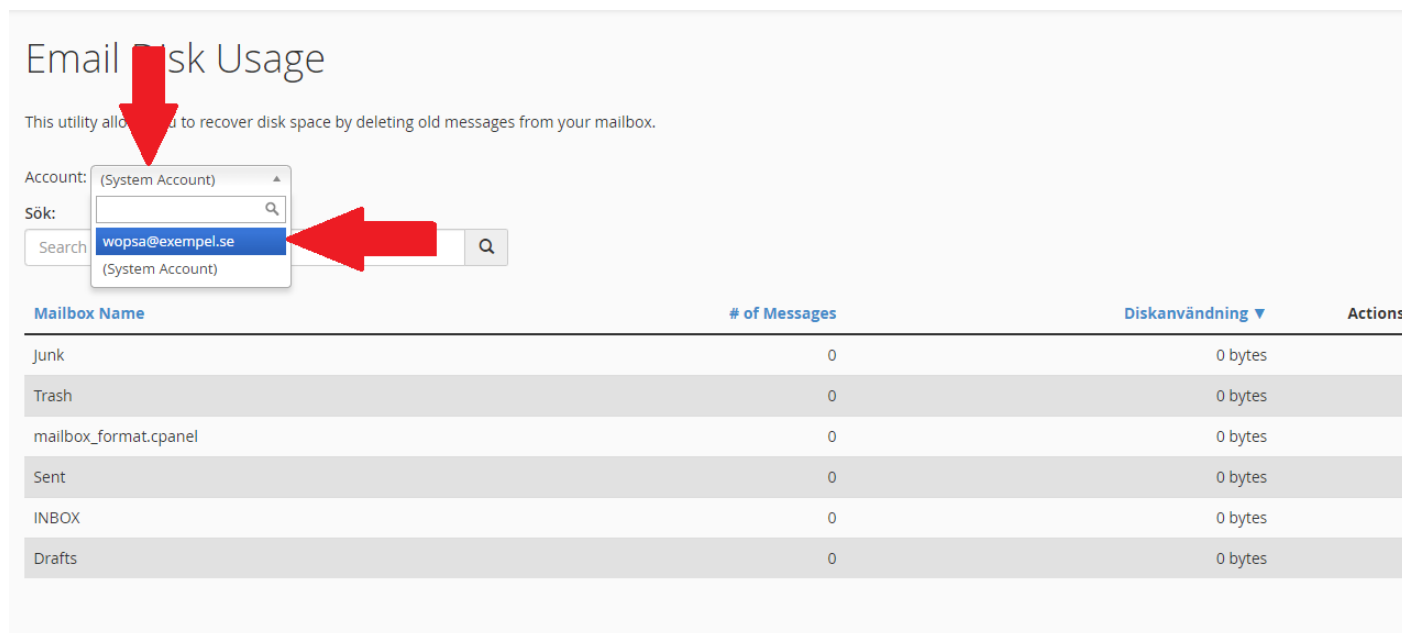 Email Disk Usage
This utility allows you to recover disk space by deleting old messages from your mailbox.
Account: (System Account)
Sök:
Search
wopsa@exempel.se
(System Account)
Mailbox Name # of Messages Diskanvändning ▼ Actions
Junk 0 0 bytes
Trash 0 0 bytes
mailbox_format.cpanel 0 0 bytes
Sent 0 0 bytes
INBOX 0 0 bytes
Drafts 0 0 bytes